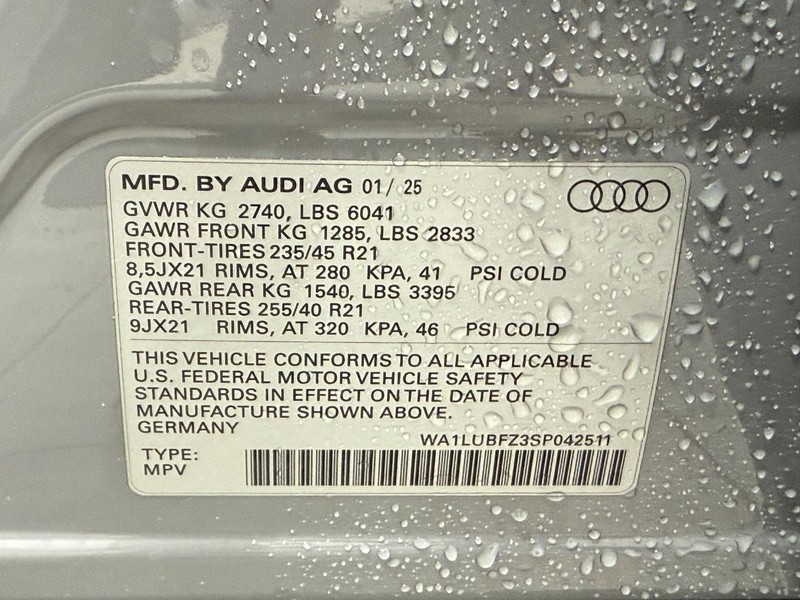 MFD. BY AUDI AG 01/ 25
GVWR KG 2740, LBS 6041
GAWR FRONT KG 1285, LBS 2833
FRONT-TIRES 235/45 R21
8,5JX21 RIMS, AT 280 KPA, 41 PSI COLD
GAWR REAR KG 1540, LBS 3395
REAR-TIRES 255/40 R21
9JX21 RIMS, AT 320 KPA, 46 PSI COLD
THIS VEHICLE CONFORMS TO ALL APPLICABLE
U.S. FEDERAL MOTOR VEHICLE SAFETY
STANDARDS IN EFFECT ON THE DATE OF
MANUFACTURE SHOWN ABOVE.
GERMANY
WA1LUBFZ3SP042511
TYPE:
MPV